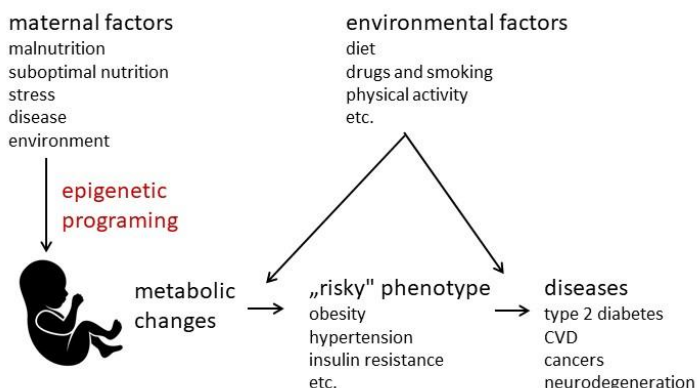 maternal factors
malnutrition
suboptimal nutrition
stress
disease
environment
environmental factors
diet
drugs and smoking
physical activity
etc.
epigenetic
programing
metabolic
changes
„risky" phenotype
obesity
hypertension
insulin resistance
etc.
diseases
type 2 diabetes
CVD
cancers
neurodegeneration